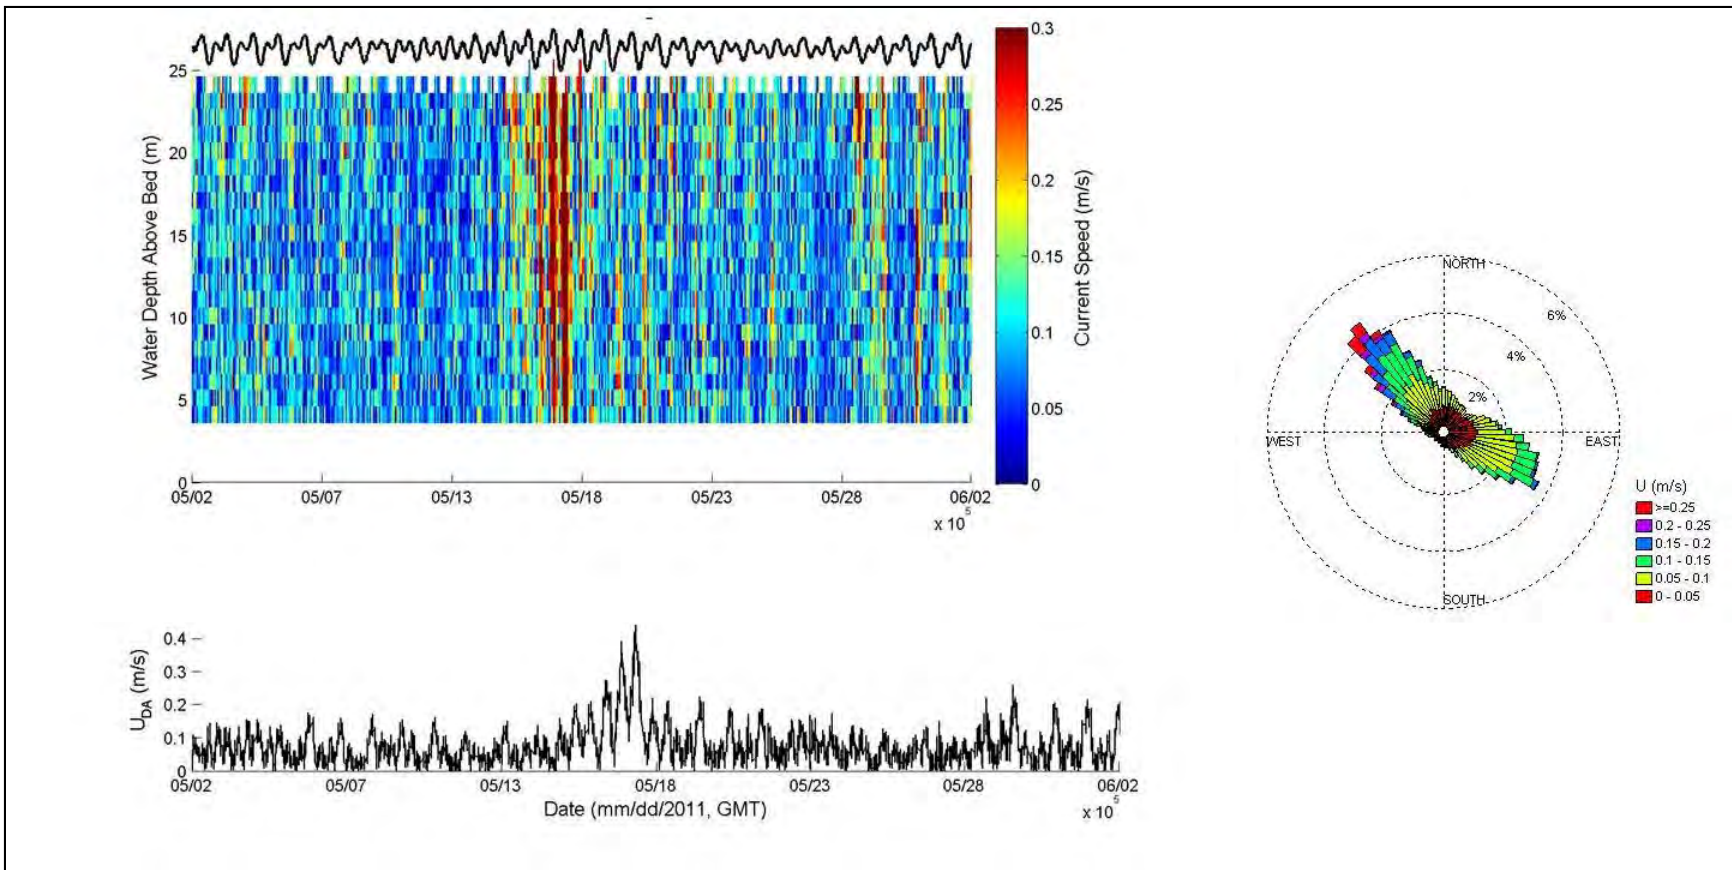 25
20
15
10
5
0
Water Depth Above Bed (m)
05/02 05/07 05/13 05/18 05/23 05/28 06/02
x 10^5
0.3
0.25
0.2
0.15
0.1
0.05
0
Current Speed (m/s)
0.4
0.3
0.2
0.1
0
U_DA (m/s)
05/02 05/07 05/13 05/18 05/23 05/28 06/02
Date (mm/dd/2011, GMT)
x 10^5
NORTH
6%
4%
2%
WEST EAST
SOUTH
U (m/s)
>=0.25
0.2 - 0.25
0.15 - 0.2
0.1 - 0.15
0.05 - 0.1
0 - 0.05